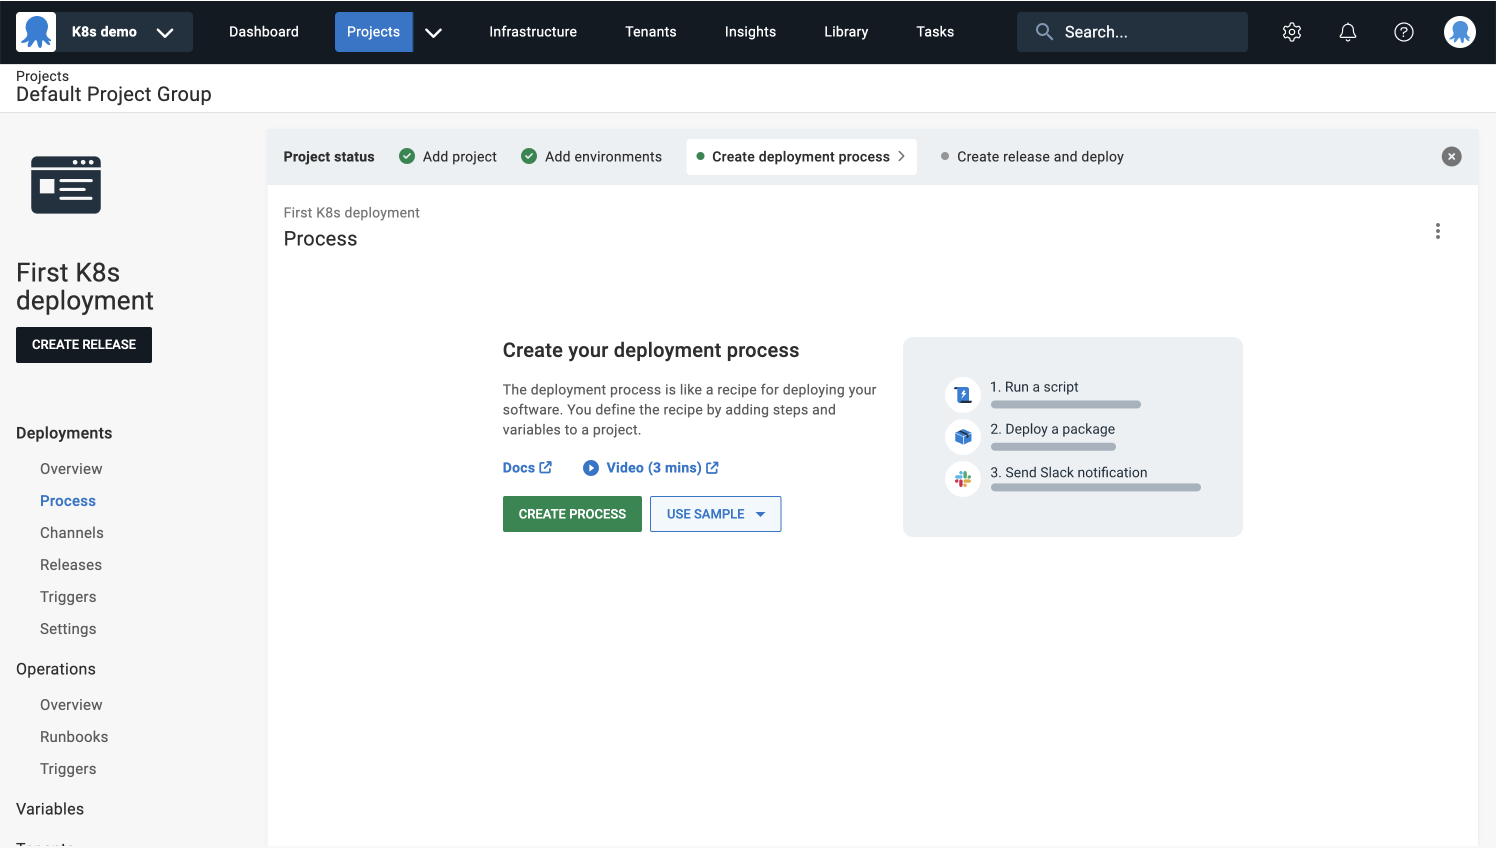 K8s demo
Dashboard
Projects
Infrastructure
Tenants
Insights
Library
Tasks
Search...
Projects
Default Project Group
First K8s
deployment
CREATE RELEASE
Deployments
Overview
Process
Channels
Releases
Triggers
Settings
Operations
Overview
Runbooks
Triggers
Variables
Project status
Add project
Add environments
Create deployment process
Create release and deploy
First K8s deployment
Process
Create your deployment process
The deployment process is like a recipe for deploying your
software. You define the recipe by adding steps and
variables to a project.
Docs
Video (3 mins)
CREATE PROCESS
USE SAMPLE
1. Run a script
2. Deploy a package
3. Send Slack notification